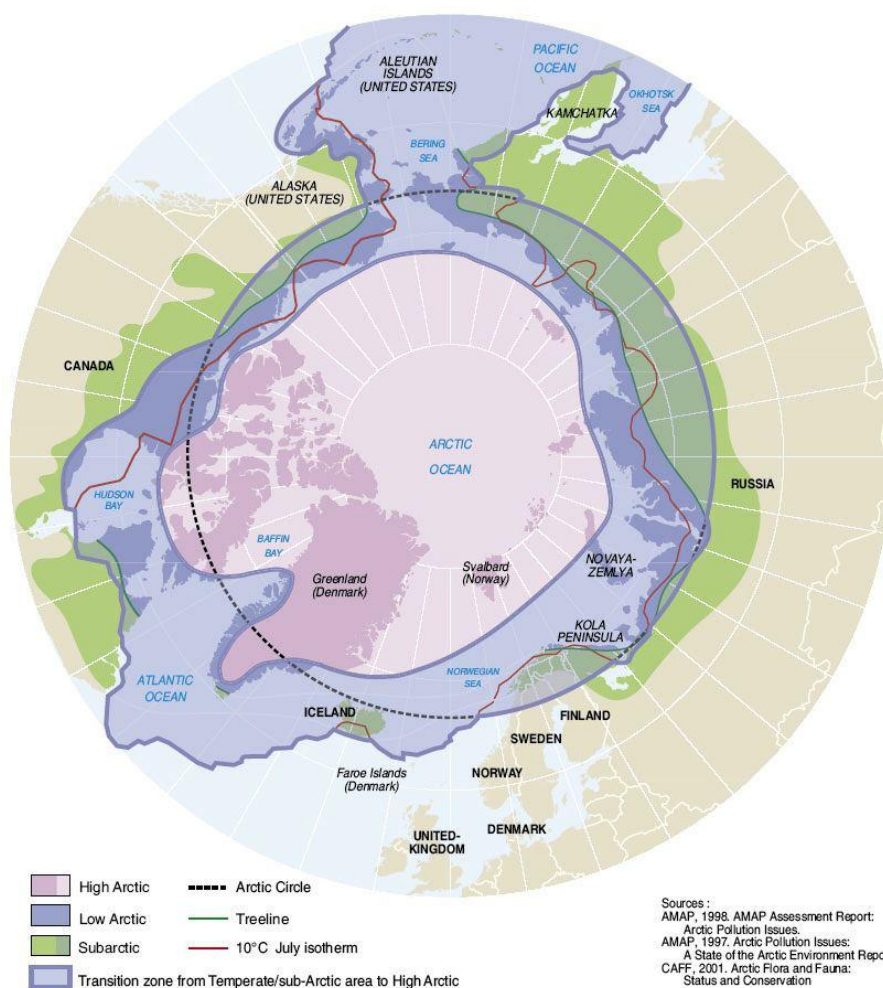 PACIFIC
OCEAN
ALEUTIAN
ISLANDS
(UNITED STATES)
OKHOTSK
SEA
KAMCHATKA
BERING
SEA
ALASKA
(UNITED STATES)
CANADA
ARCTIC
OCEAN
RUSSIA
HUDSON
BAY
BAFFIN
BAY
Greenland
(Denmark)
Svalbard
(Norway)
NOVAYA-
ZEMLYA
KOLA
PENINSULA
NORWEGIAN
SEA
ATLANTIC
OCEAN
ICELAND
FINLAND
SWEDEN
NORWAY
Faroe Islands
(Denmark)
DENMARK
UNITED-
KINGDOM
High Arctic
Low Arctic
Subarctic
Arctic Circle
Treeline
10°C July isotherm
Transition zone from Temperate/sub-Arctic area to High Arctic
Sources :
AMAP, 1998. AMAP Assessment Report:
Arctic Pollution Issues.
AMAP, 1997. Arctic Pollution Issues:
A State of the Arctic Environment Repo
CAFF, 2001. Arctic Flora and Fauna:
Status and Conservation